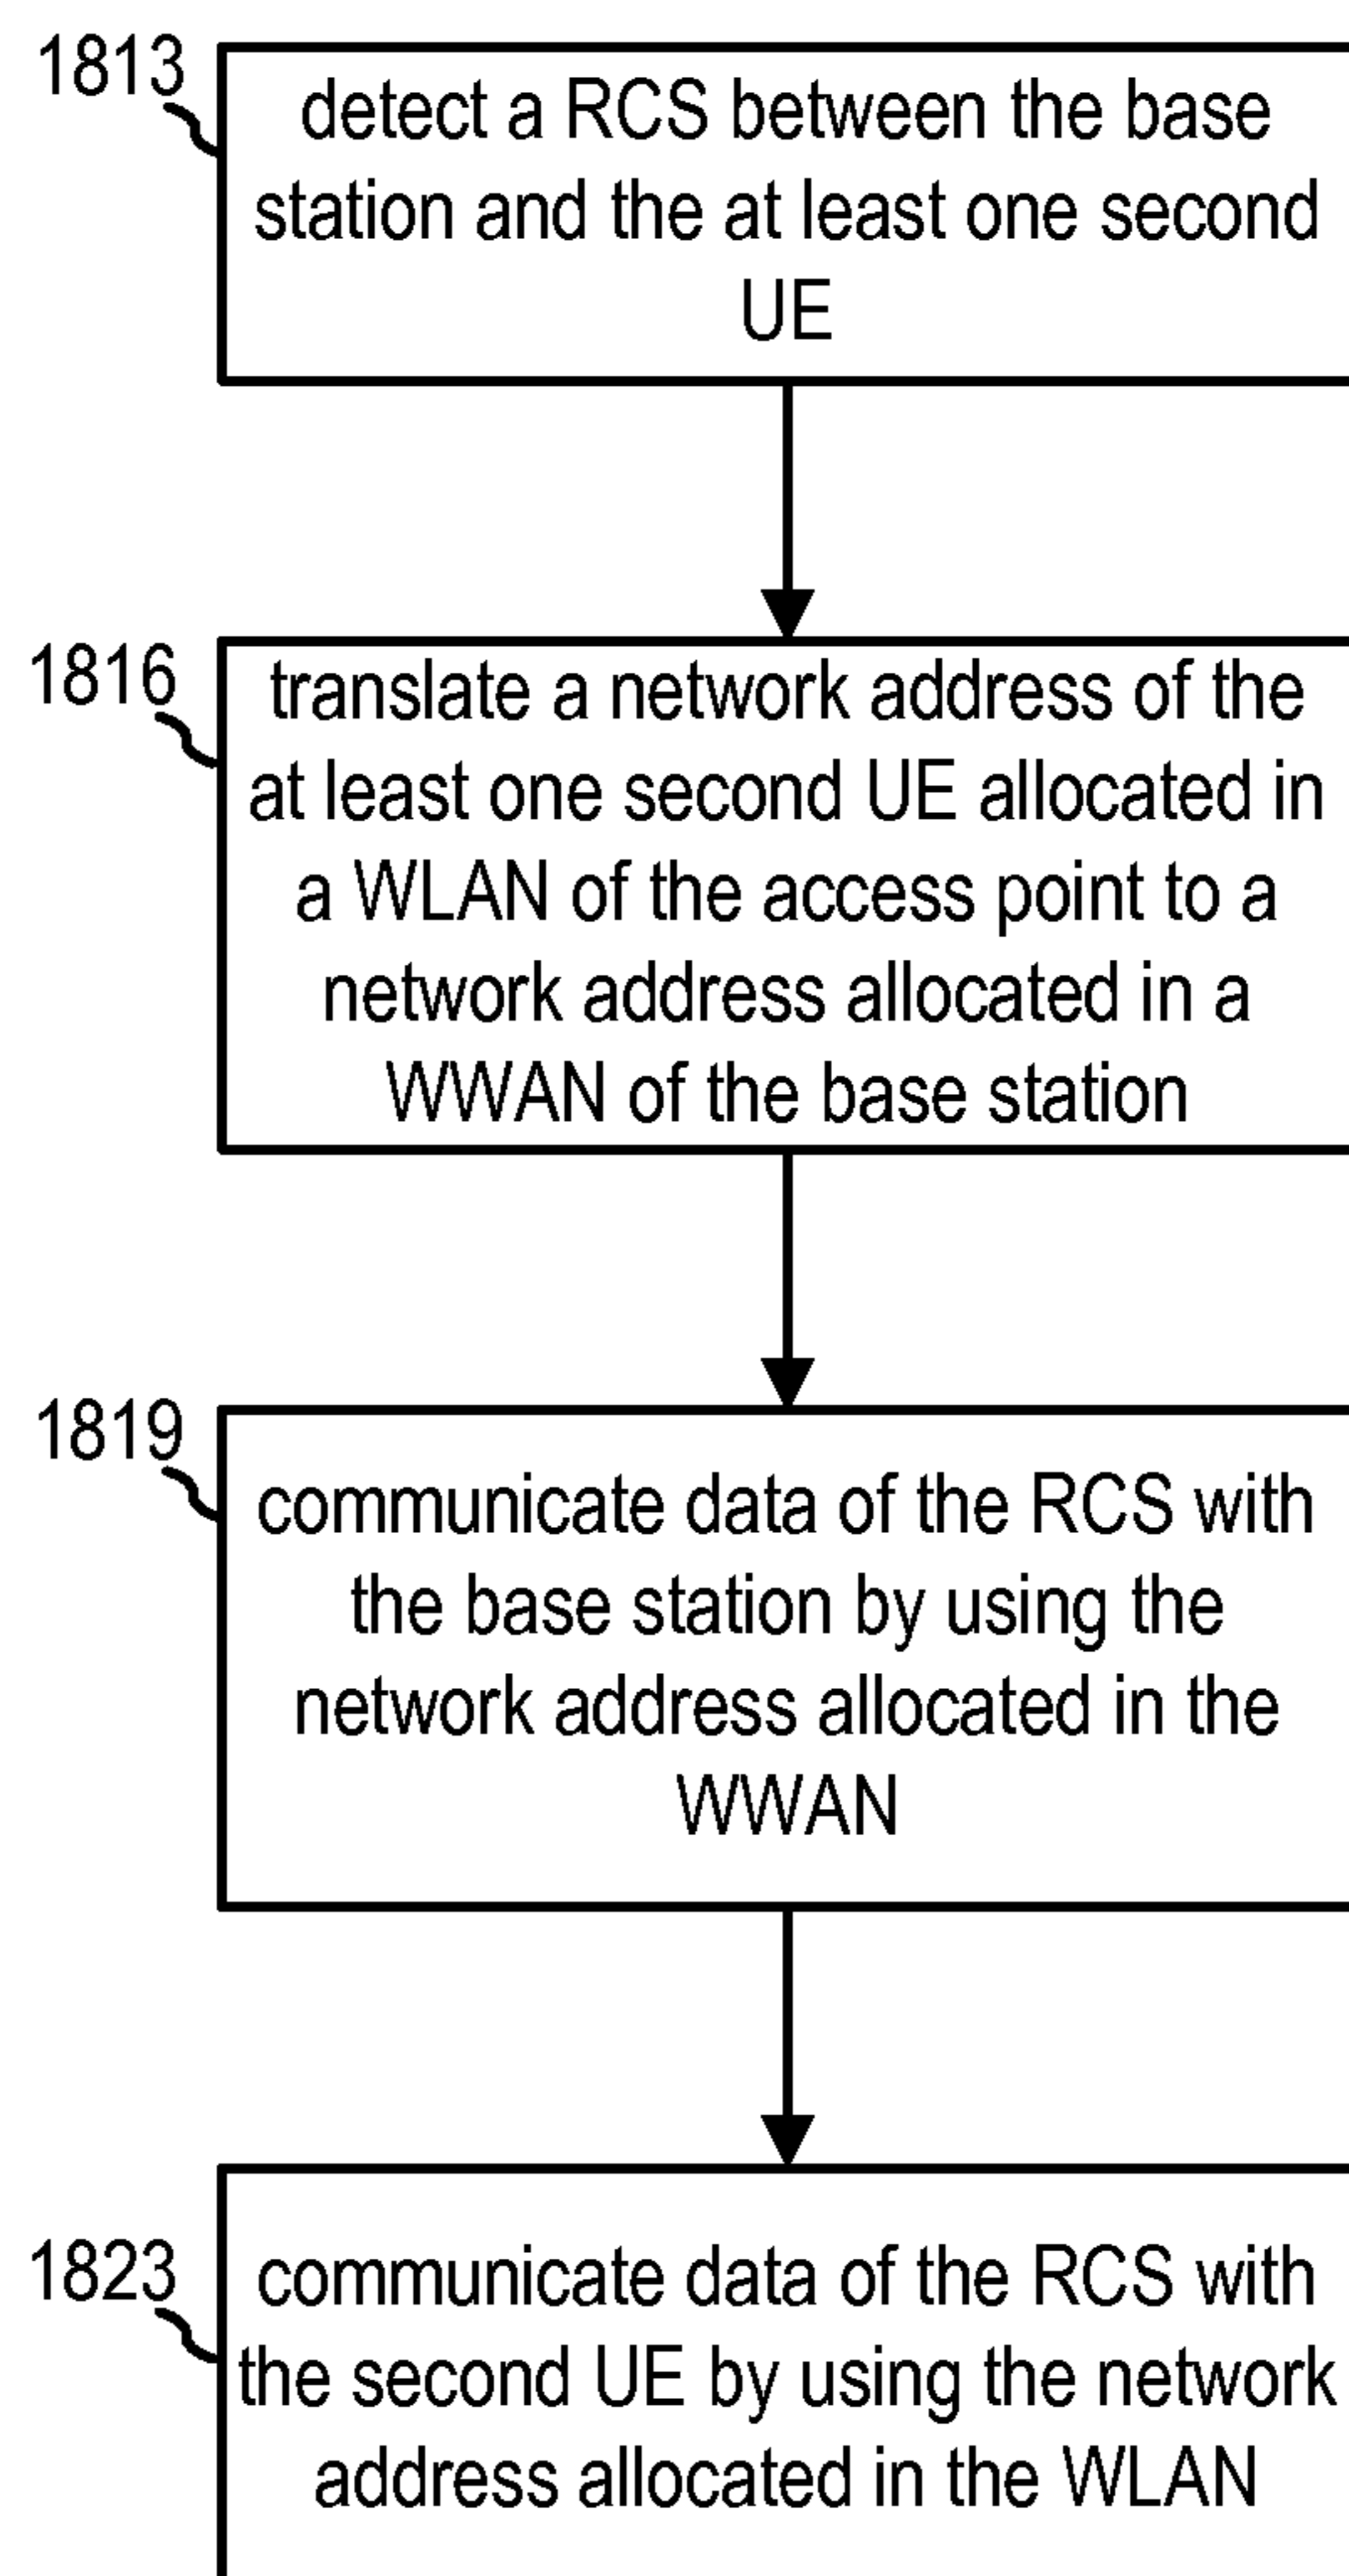 1813
detect a RCS between the base
station and the at least one second
UE
1816
translate a network address of the
at least one second UE allocated in
a WLAN of the access point to a
network address allocated in a
WWAN of the base station
1819
communicate data of the RCS with
the base station by using the
network address allocated in the
WWAN
1823
communicate data of the RCS with
the second UE by using the network
address allocated in the WLAN